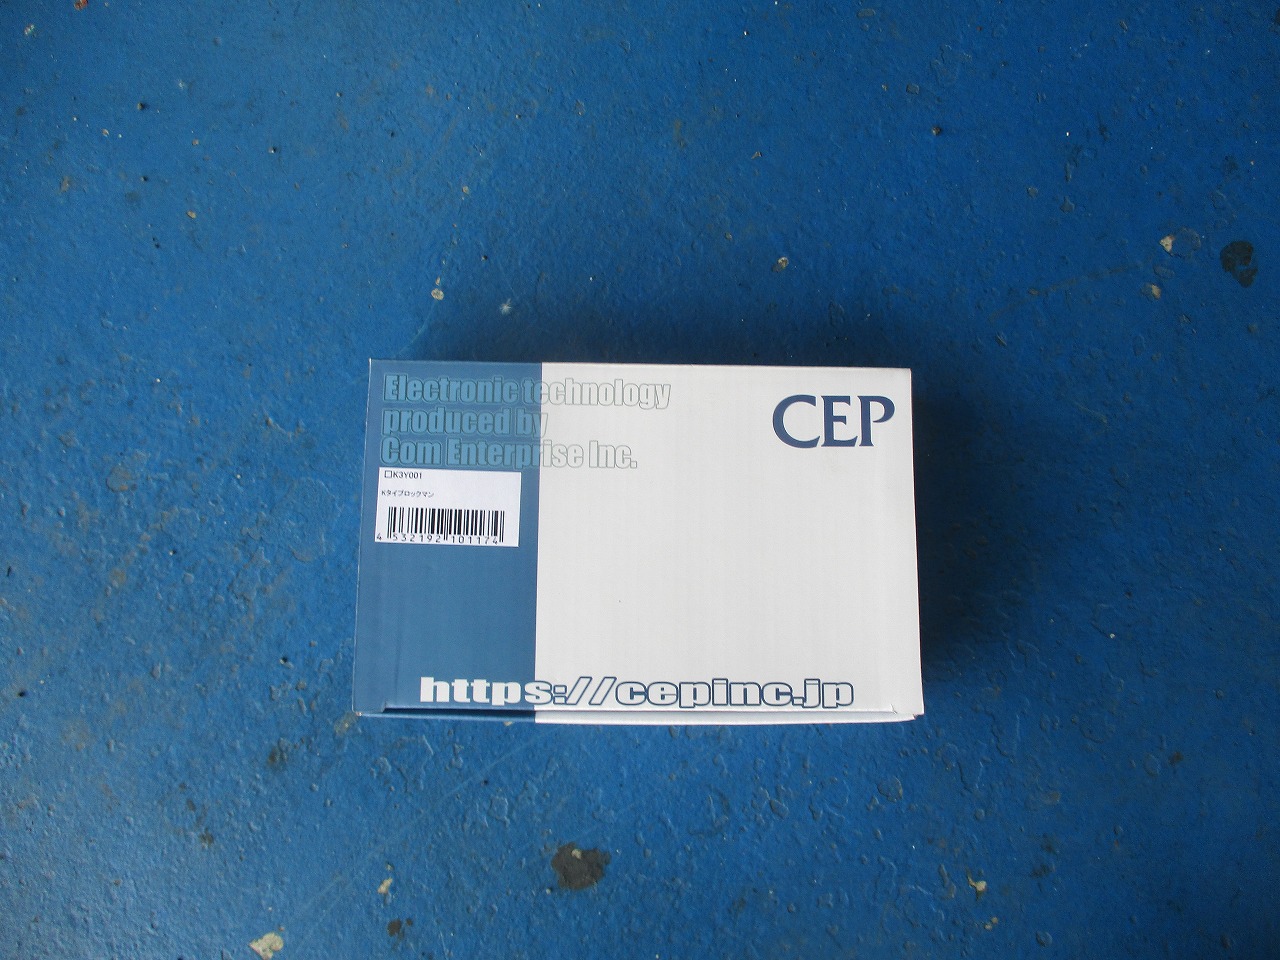 Electronic technology
produced by
Com Enterprise Inc.
CEP
□K3Y001
Kタイブロックマン
4 532192 101174
https://cepinc.jp